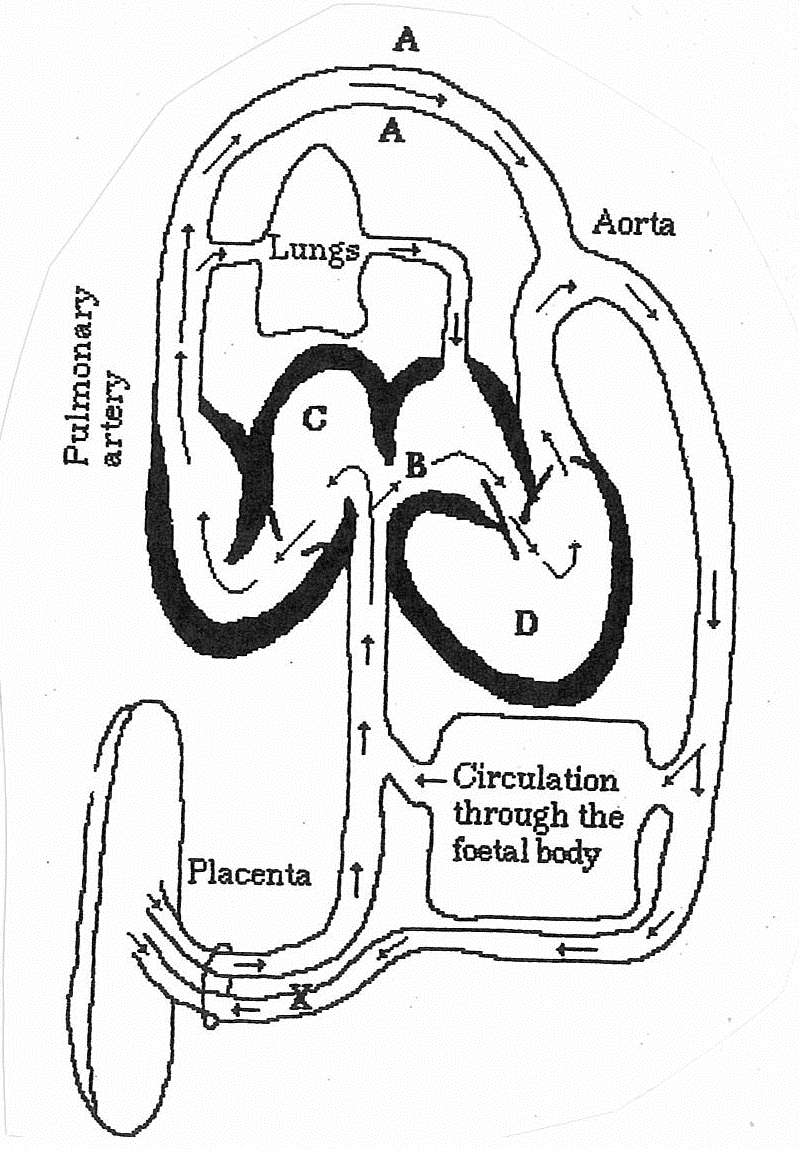 A
A
Aorta
Lungs
Pulmonary
artery
C
B
D
Circulation
through the
foetal body
Placenta
X